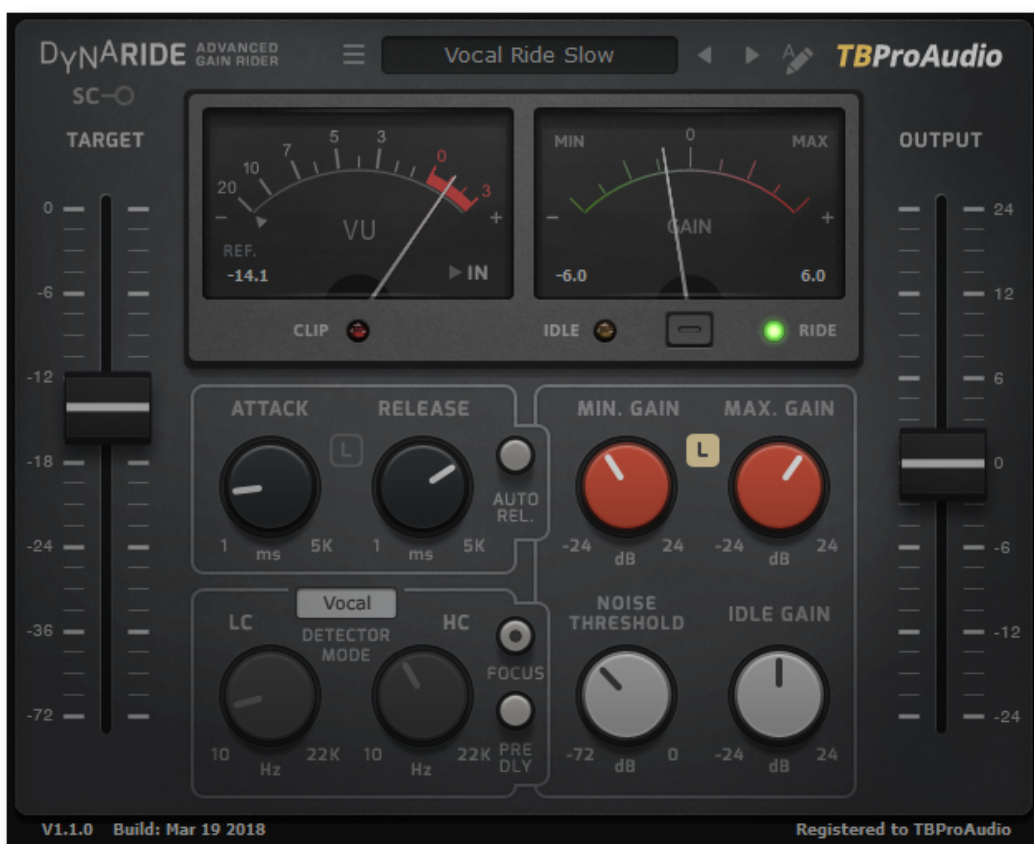 DYNARIDE ADVANCED GAIN RIDER
Vocal Ride Slow
A
TBProAudio
SC
TARGET
OUTPUT
20 10 7 5 3 0 3
- +
VU
REF.
-14.1
IN
MIN 0 MAX
- +
GAIN
-6.0 6.0
CLIP
IDLE
RIDE
0
-6
-12
-18
-24
-36
-72
24
12
6
0
-6
-12
-24
ATTACK
L
RELEASE
1 ms 5K
1 ms 5K
AUTO
REL.
MIN. GAIN
L
MAX. GAIN
-24 dB 24
-24 dB 24
Vocal
LC
DETECTOR
MODE
HC
10 Hz 22K
10 Hz 22K
FOCUS
PRE
DLY
NOISE
THRESHOLD
IDLE GAIN
-72 dB 0
-24 dB 24
V1.1.0 Build: Mar 19 2018
Registered to TBProAudio